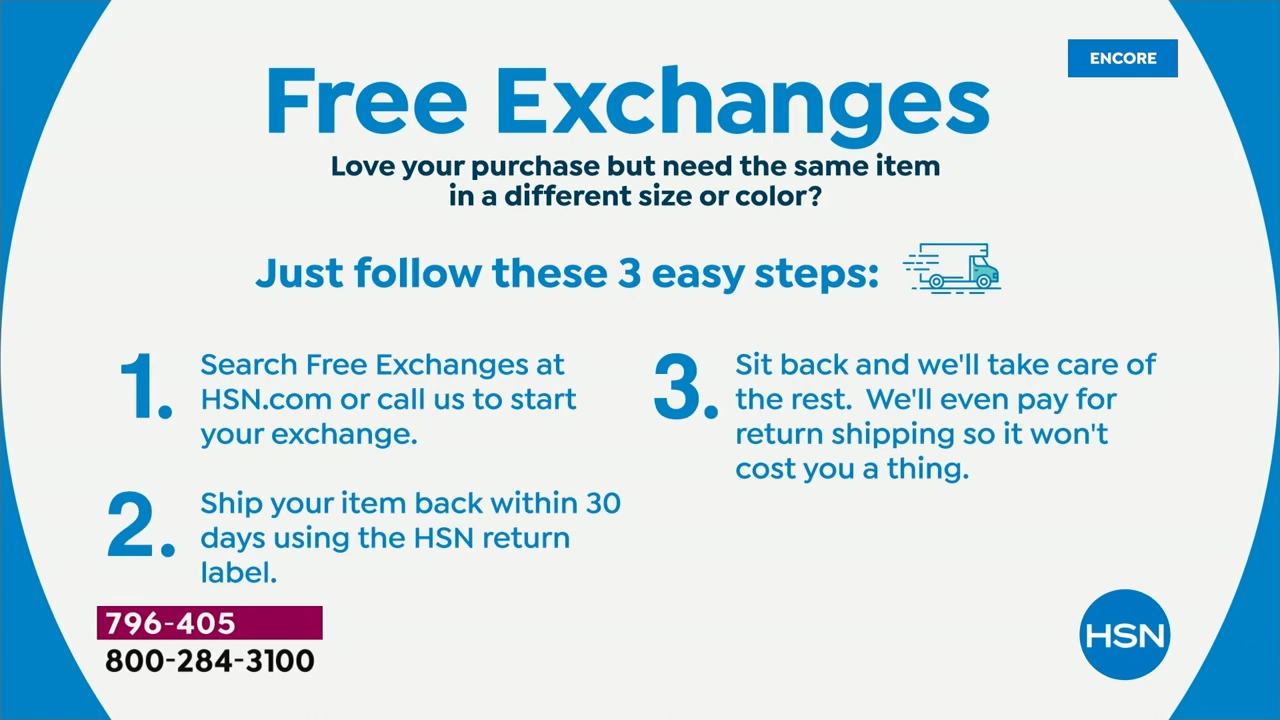 ENCORE
Free Exchanges
Love your purchase but need the same item
in a different size or color?
Just follow these 3 easy steps:
1. Search Free Exchanges at
HSN.com or call us to start
your exchange.
2. Ship your item back within 30
days using the HSN return
label.
3. Sit back and we'll take care of
the rest. We'll even pay for
return shipping so it won't
cost you a thing.
796-405
800-284-3100
HSN